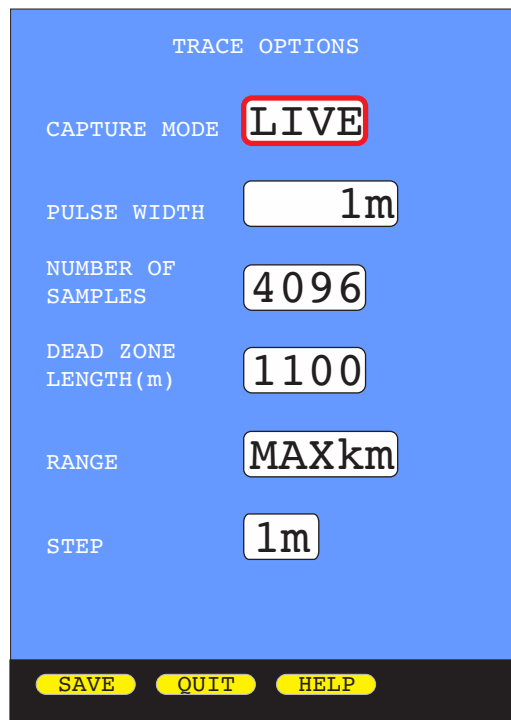 TRACE OPTIONS
CAPTURE MODE LIVE
PULSE WIDTH 1m
NUMBER OF
SAMPLES 4096
DEAD ZONE
LENGTH(m) 1100
RANGE MAXkm
STEP 1m
SAVE QUIT HELP